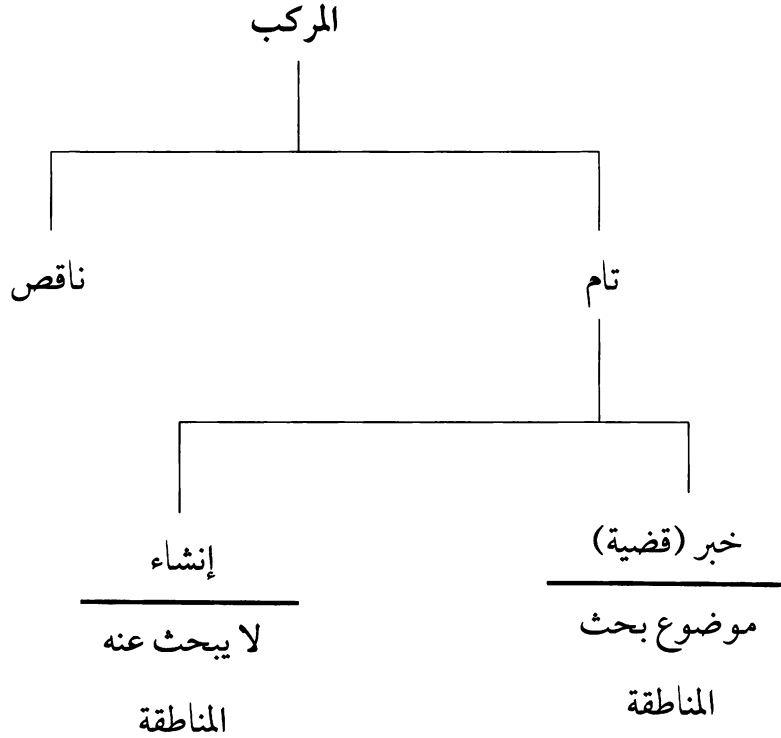 المركب
تام
ناقص
خبر (قضية)
موضوع بحث
المناطقة
إنشاء
لا يبحث عنه
المناطقة